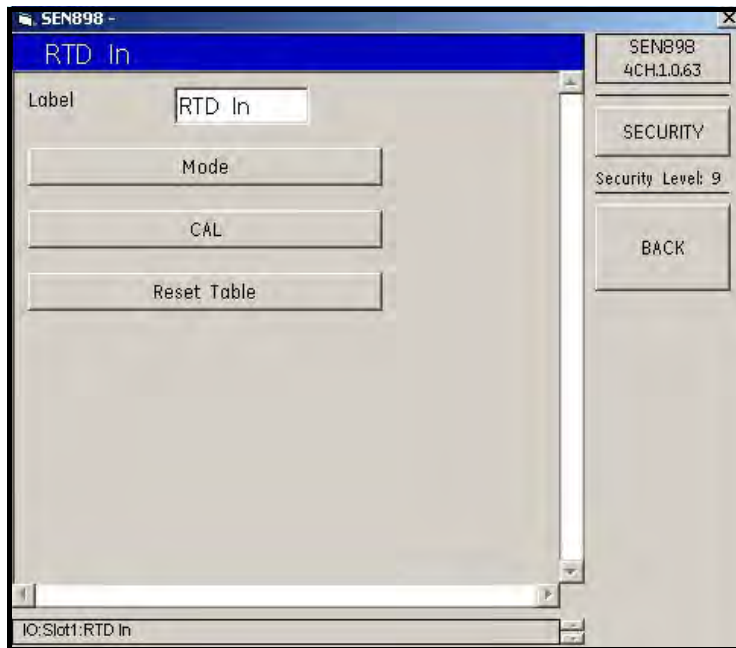 SEN898 -
RTD In
Label RTD In
Mode
CAL
Reset Table
SEN898
4CH.1.0.63
SECURITY
Security Level: 9
BACK
IO:Slot1:RTD In